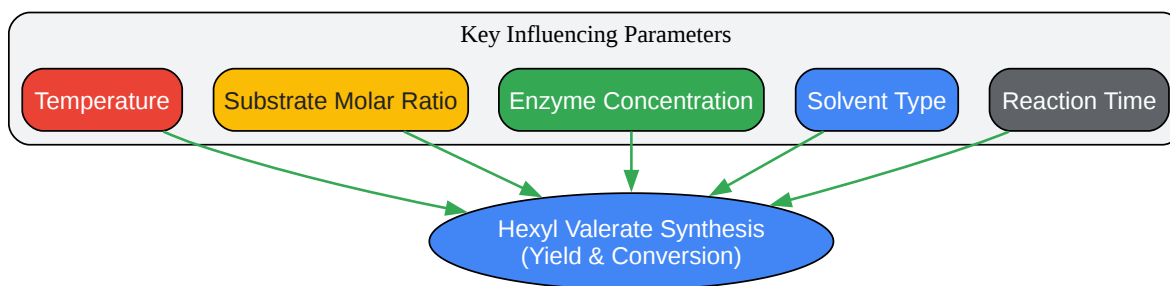 Key Influencing Parameters
Temperature
Substrate Molar Ratio
Enzyme Concentration
Solvent Type
Reaction Time
Hexyl Valerate Synthesis
(Yield & Conversion)